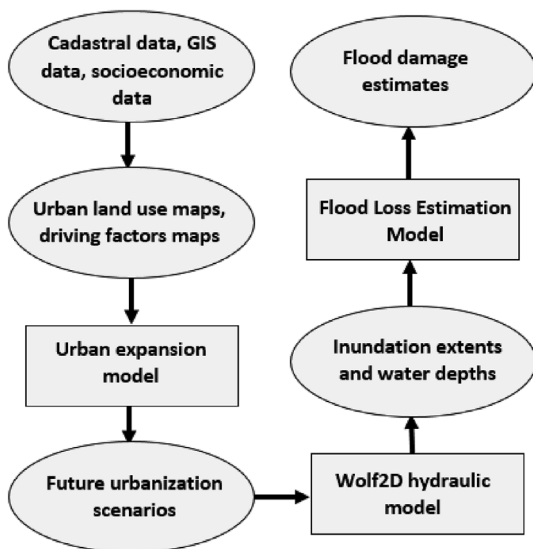 Cadastral data, GIS
data, socioeconomic
data
Urban land use maps,
driving factors maps
Urban expansion
model
Future urbanization
scenarios
Wolf2D hydraulic
model
Inundation extents
and water depths
Flood Loss Estimation
Model
Flood damage
estimates